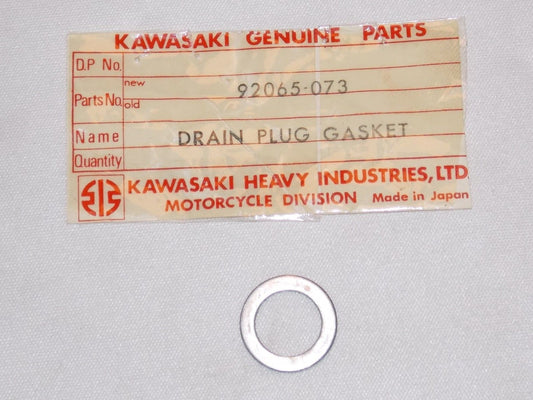 KAWASAKI GENUINE PARTS
D.P No.
Parts No. new 92065-073
old
Name DRAIN PLUG GASKET
Quantity
KAWASAKI HEAVY INDUSTRIES, LTD.
MOTORCYCLE DIVISION Made in Japan